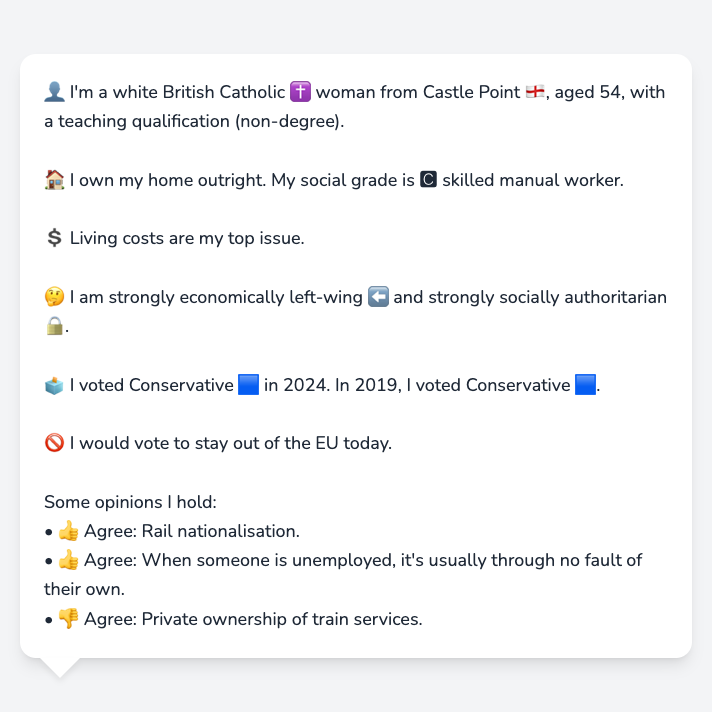 👤 I'm a white British Catholic ✝️ woman from Castle Point 🏴󠁧󠁢󠁥󠁮󠁧󠁿, aged 54, with
a teaching qualification (non-degree).
🏠 I own my home outright. My social grade is 🅲 skilled manual worker.
💲 Living costs are my top issue.
🤔 I am strongly economically left-wing ⬅️ and strongly socially authoritarian
🔒.
🗳️ I voted Conservative 🟦 in 2024. In 2019, I voted Conservative 🟦.
🚫 I would vote to stay out of the EU today.
Some opinions I hold:
• 👍 Agree: Rail nationalisation.
• 👍 Agree: When someone is unemployed, it's usually through no fault of
their own.
• 👎 Agree: Private ownership of train services.